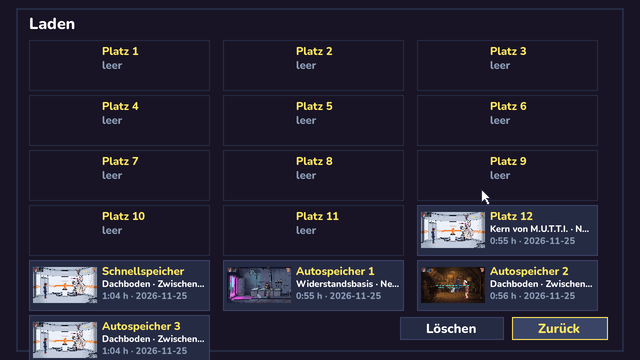 Laden
Platz 1
leer
Platz 2
leer
Platz 3
leer
Platz 4
leer
Platz 5
leer
Platz 6
leer
Platz 7
leer
Platz 8
leer
Platz 9
leer
Platz 10
leer
Platz 11
leer
Platz 12
Kern von M.U.T.T.I. · N...
0:55 h · 2026-11-25
Schnellspeicher
Dachboden · Zwischen...
1:04 h · 2026-11-25
Autospeicher 1
Widerstandsbasis · Ne...
0:55 h · 2026-11-25
Autospeicher 2
Dachboden · Zwischen...
0:56 h · 2026-11-25
Autospeicher 3
Dachboden · Zwischen...
1:04 h · 2026-11-25
Löschen
Zurück